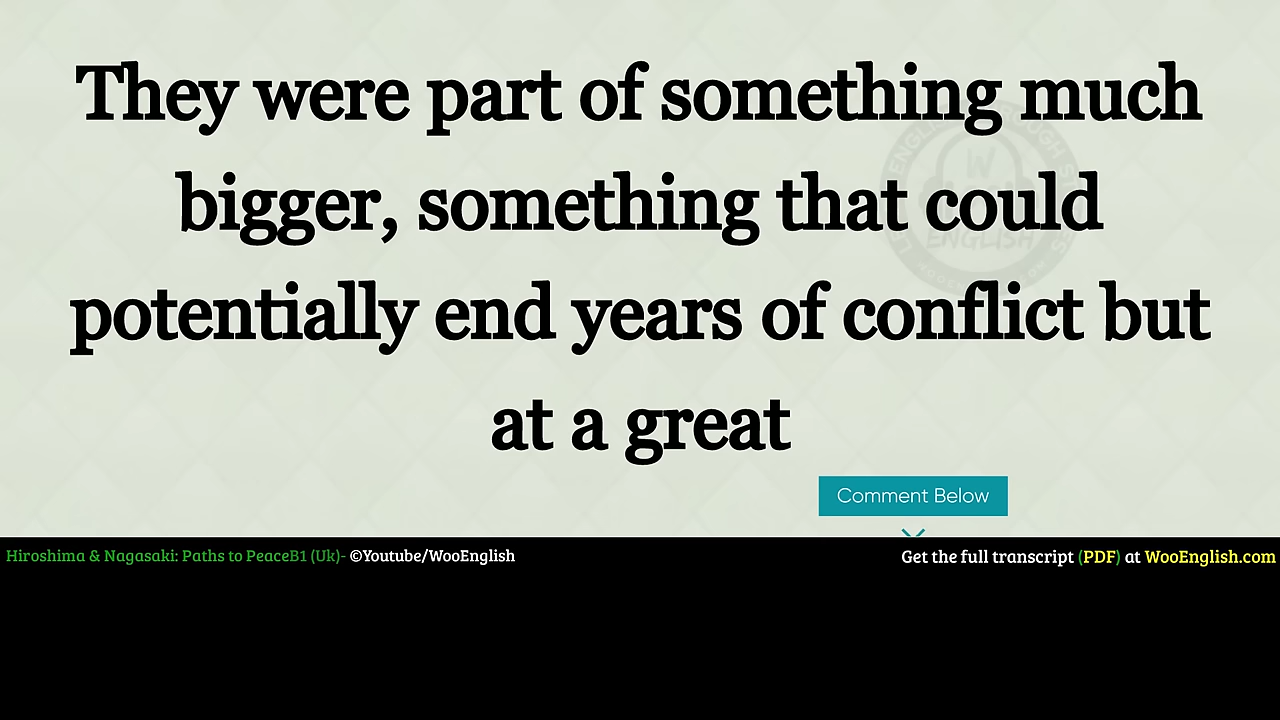 They were part of something much
bigger, something that could
potentially end years of conflict but
at a great
Comment Below
Hiroshima & Nagasaki: Paths to PeaceB1 (Uk)- ©Youtube/WooEnglish
Get the full transcript (PDF) at WooEnglish.com